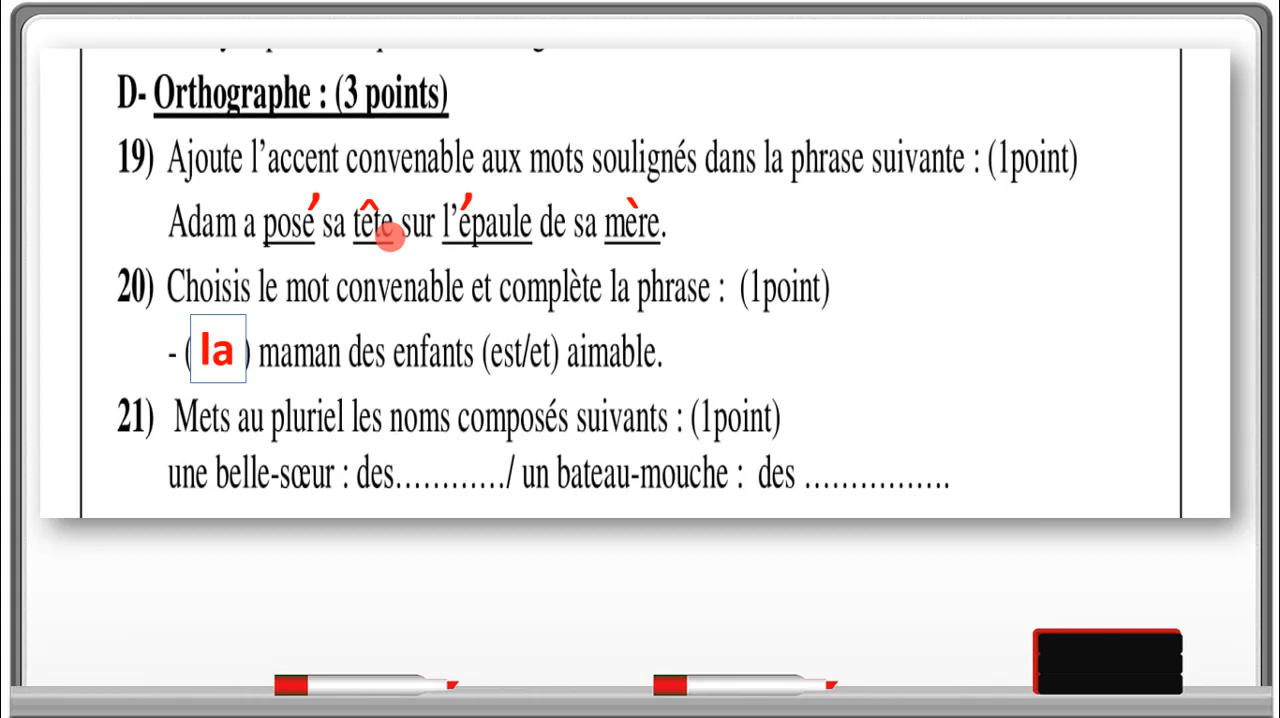 D- Orthographe : (3 points)
19) Ajoute l’accent convenable aux mots soulignés dans la phrase suivante : (1point)
Adam a posé sa tête sur l’épaule de sa mère.
20) Choisis le mot convenable et complète la phrase : (1point)
- ( la ) maman des enfants (est/et) aimable.
21) Mets au pluriel les noms composés suivants : (1point)
une belle-sœur : des…………/ un bateau-mouche : des …………….